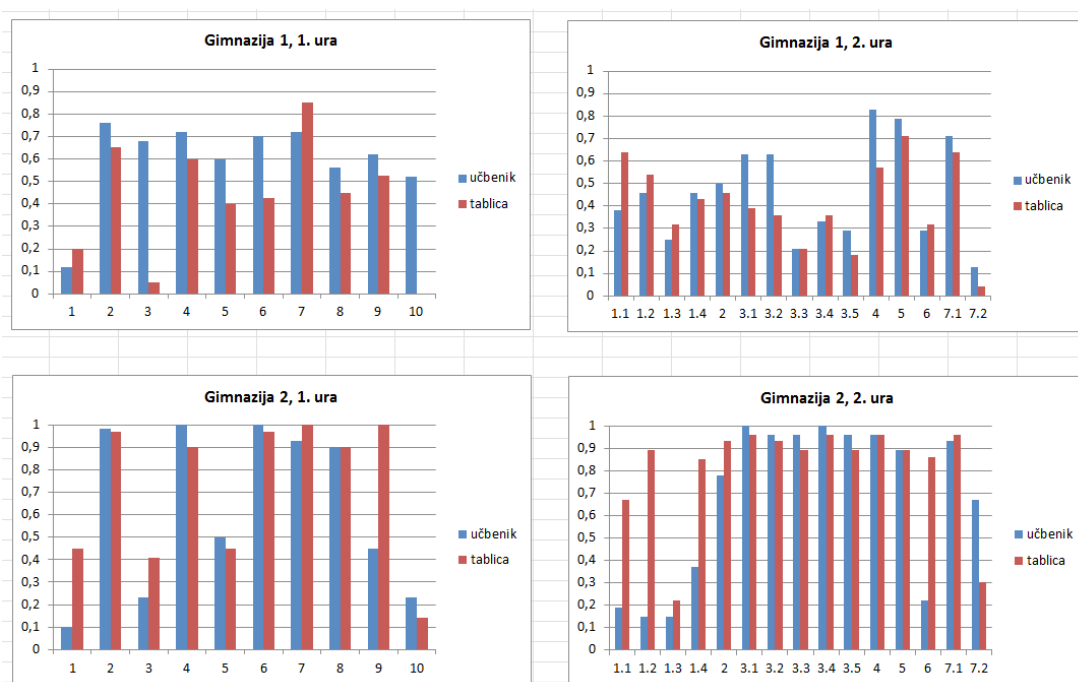 Gimnazija 1, 1. ura
1
0,9
0,8
0,7
0,6
0,5
0,4
0,3
0,2
0,1
0
1 2 3 4 5 6 7 8 9 10
učbenik
tablica
Gimnazija 1, 2. ura
1
0,9
0,8
0,7
0,6
0,5
0,4
0,3
0,2
0,1
0
1.1 1.2 1.3 1.4 2 3.1 3.2 3.3 3.4 3.5 4 5 6 7.1 7.2
učbenik
tablica
Gimnazija 2, 1. ura
1
0,9
0,8
0,7
0,6
0,5
0,4
0,3
0,2
0,1
0
1 2 3 4 5 6 7 8 9 10
učbenik
tablica
Gimnazija 2, 2. ura
1
0,9
0,8
0,7
0,6
0,5
0,4
0,3
0,2
0,1
0
1.1 1.2 1.3 1.4 2 3.1 3.2 3.3 3.4 3.5 4 5 6 7.1 7.2
učbenik
tablica